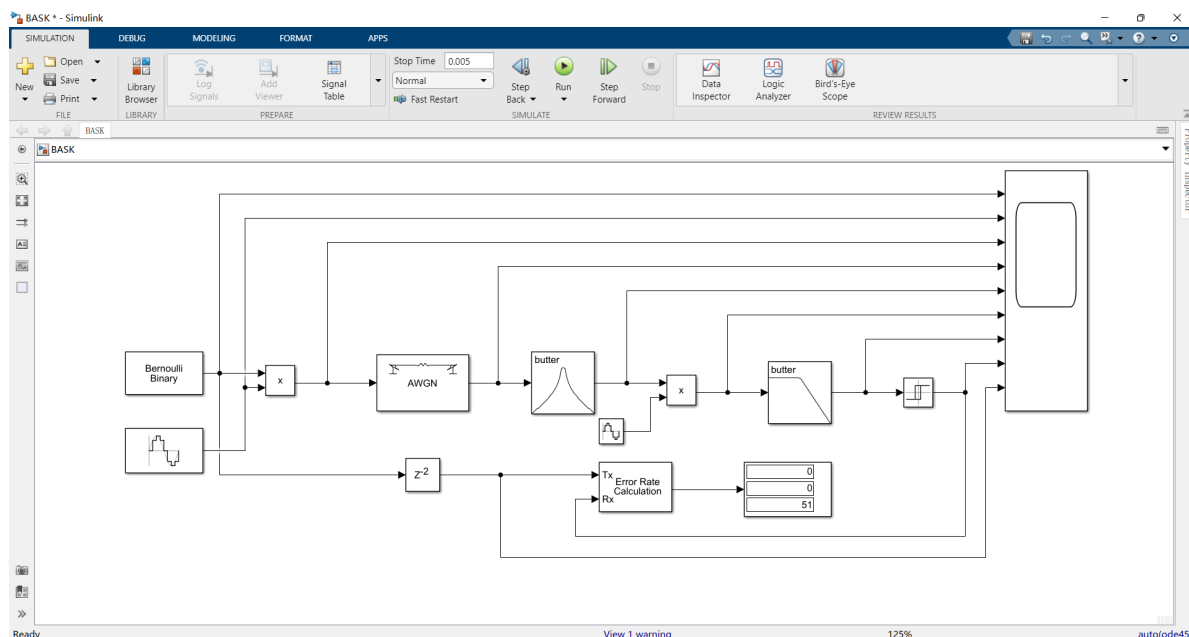 BASK * - Simulink
SIMULATION DEBUG MODELING FORMAT APPS
New
Open
Save
Print
FILE
Library
Browser
LIBRARY
Log
Signals
Add
Viewer
Signal
Table
PREPARE
Stop Time 0.005
Normal
Fast Restart
Step
Back
Run
Step
Forward
Stop
SIMULATE
Data
Inspector
Logic
Analyzer
Bird's-Eye
Scope
REVIEW RESULTS
BASK
BASK
Property Inspector
Bernoulli
Binary
x
AWGN
butter
x
butter
Z-2
Tx
Rx
Error Rate
Calculation
0
0
51
Ready View 1 warning 125% auto(ode45